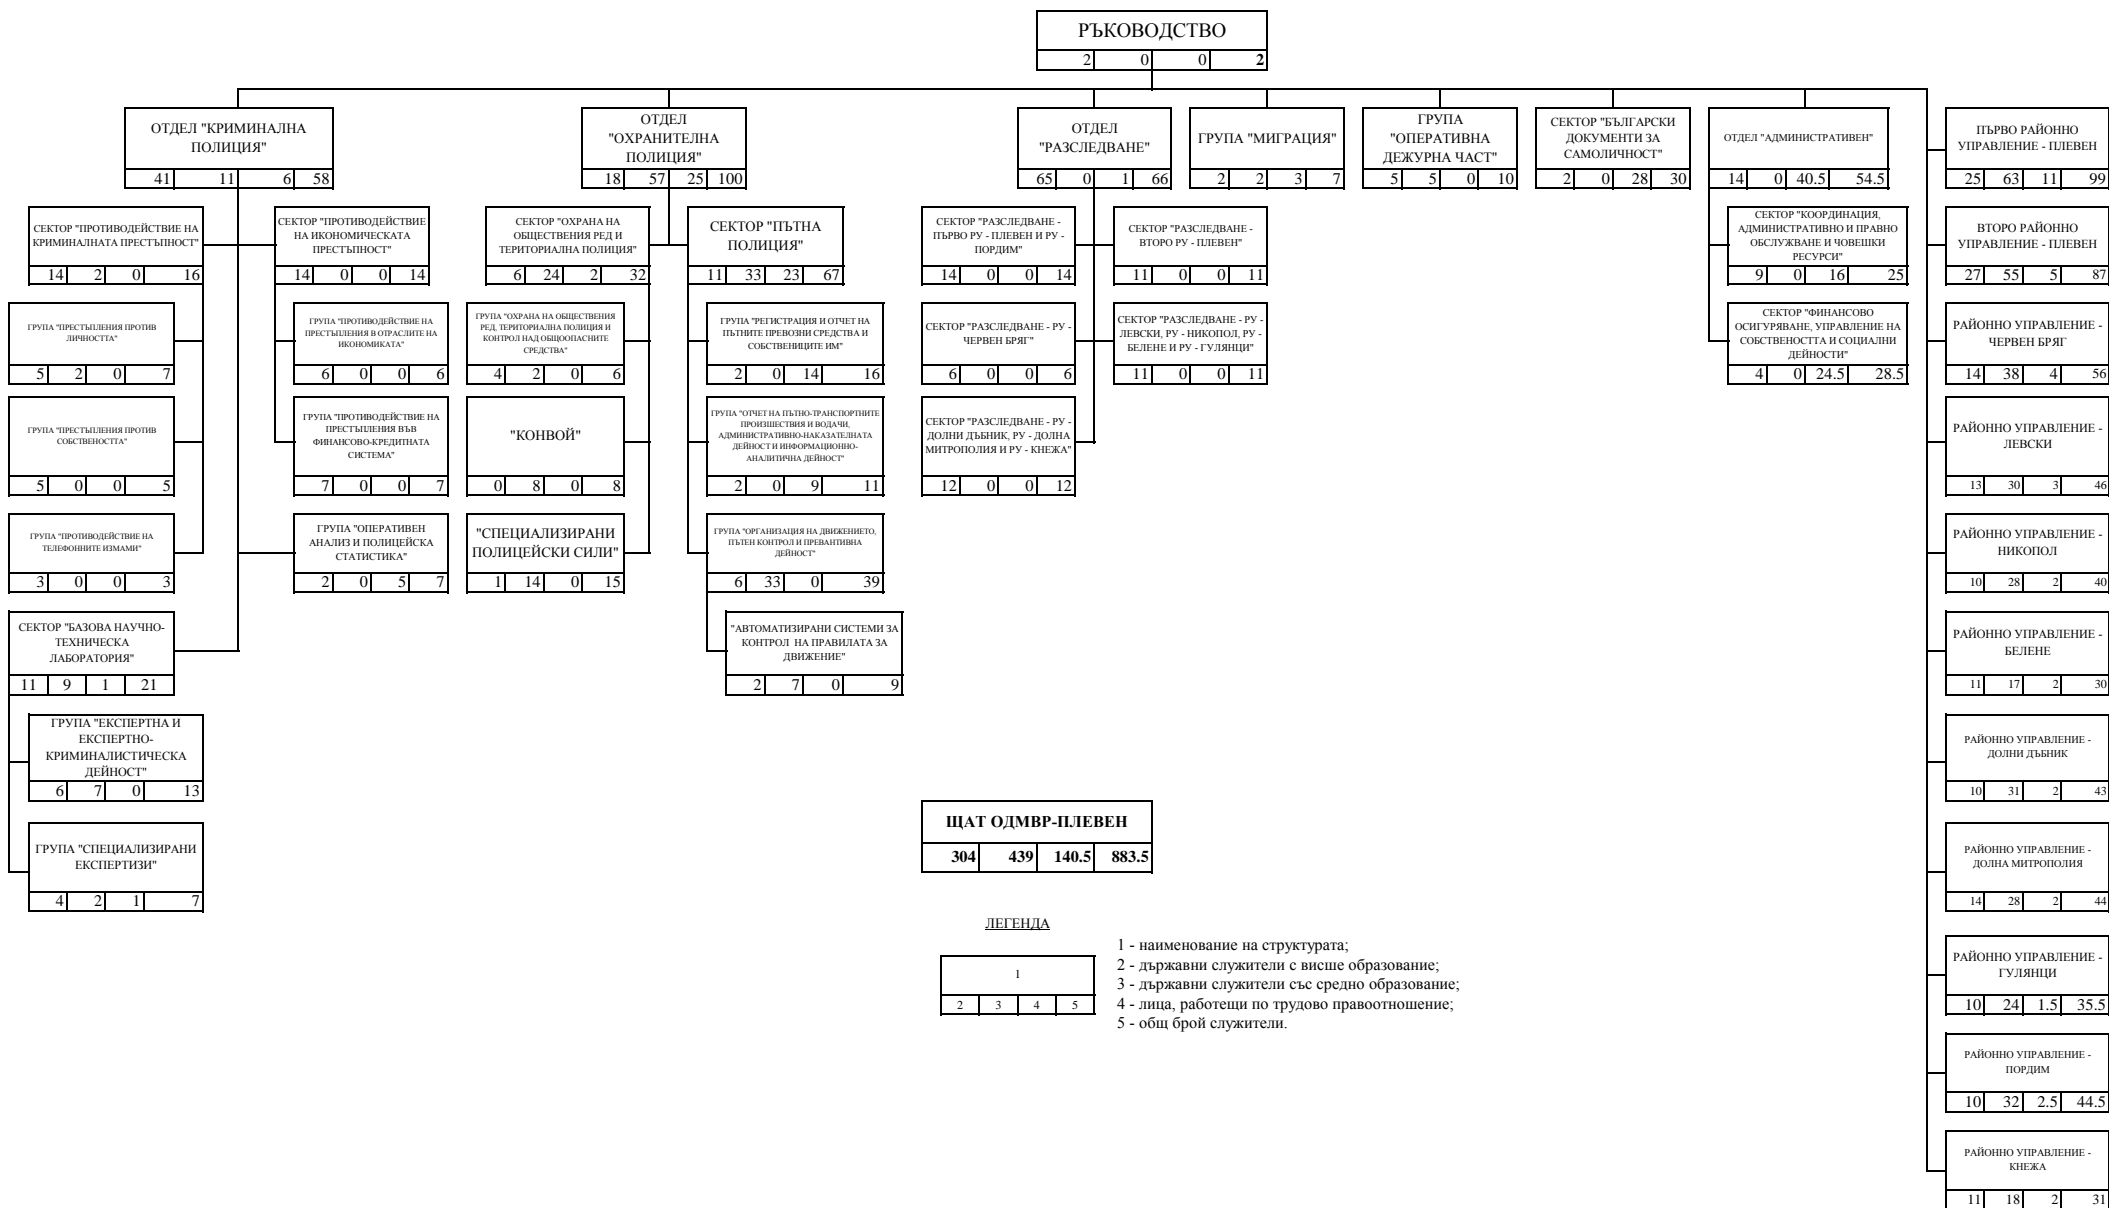 РЪКОВОДСТВО
2 0 0 2
ОТДЕЛ "КРИМИНАЛНА
ПОЛИЦИЯ"
41 11 6 58
СЕКТОР "ПРОТИВОДЕЙСТВИЕ НА
КРИМИНАЛНАТА ПРЕСТЪПНОСТ"
14 2 0 16
ГРУПА "ПРЕСТЪПЛЕНИЯ ПРОТИВ
ЛИЧНОСТТА"
5 2 0 7
ГРУПА "ПРЕСТЪПЛЕНИЯ ПРОТИВ
СОБСТВЕНОСТТА"
5 0 0 5
ГРУПА "ПРОТИВОДЕЙСТВИЕ НА
ТЕЛЕФОННИТЕ ИЗМАМИ"
3 0 0 3
СЕКТОР "БАЗОВА НАУЧНО-
ТЕХНИЧЕСКА
ЛАБОРАТОРИЯ"
11 9 1 21
ГРУПА "ЕКСПЕРТНА И
ЕКСПЕРТНО-
КРИМИНАЛИСТИЧЕСКА
ДЕЙНОСТ"
6 7 0 13
ГРУПА "СПЕЦИАЛИЗИРАНИ
ЕКСПЕРТИЗИ"
4 2 1 7
СЕКТОР "ПРОТИВОДЕЙСТВИЕ
НА ИКОНОМИЧЕСКАТА
ПРЕСТЪПНОСТ"
14 0 0 14
ГРУПА "ПРОТИВОДЕЙСТВИЕ НА
ПРЕСТЪПЛЕНИЯ В ОТРАСЛИТЕ НА
ИКОНОМИКАТА"
6 0 0 6
ГРУПА "ПРОТИВОДЕЙСТВИЕ НА
ПРЕСТЪПЛЕНИЯ ВЪВ
ФИНАНСОВО-КРЕДИТНАТА
СИСТЕМА"
7 0 0 7
ГРУПА "ОПЕРАТИВЕН
АНАЛИЗ И ПОЛИЦЕЙСКА
СТАТИСТИКА"
2 0 5 7
ОТДЕЛ
"ОХРАНИТЕЛНА
ПОЛИЦИЯ"
18 57 25 100
СЕКТОР "ОХРАНА НА
ОБЩЕСТВЕНИЯ РЕД И
ТЕРИТОРИАЛНА ПОЛИЦИЯ"
6 24 2 32
ГРУПА "ОХРАНА НА ОБЩЕСТВЕНИЯ
РЕД, ТЕРИТОРИАЛНА ПОЛИЦИЯ И
КОНТРОЛ НАД ОБЩООПАСНИТЕ
СРЕДСТВА"
4 2 0 6
"КОНВОЙ"
0 8 0 8
"СПЕЦИАЛИЗИРАНИ
ПОЛИЦЕЙСКИ СИЛИ"
1 14 0 15
СЕКТОР "ПЪТНА
ПОЛИЦИЯ"
11 33 23 67
ГРУПА "РЕГИСТРАЦИЯ И ОТЧЕТ НА
ПЪТНИТЕ ПРЕВОЗНИ СРЕДСТВА И
СОБСТВЕНИЦИТЕ ИМ"
2 0 14 16
ГРУПА "ОТЧЕТ НА ПЪТНО-ТРАНСПОРТНИТЕ
ПРОИЗШЕСТВИЯ И ВОДАЧИ,
АДМИНИСТРАТИВНО-НАКАЗАТЕЛНАТА
ДЕЙНОСТ И ИНФОРМАЦИОННО-
АНАЛИТИЧНА ДЕЙНОСТ"
2 0 9 11
ГРУПА "ОРГАНИЗАЦИЯ НА ДВИЖЕНИЕТО,
ПЪТЕН КОНТРОЛ И ПРЕВАНТИВНА
ДЕЙНОСТ"
6 33 0 39
"АВТОМАТИЗИРАНИ СИСТЕМИ ЗА
КОНТРОЛ НА ПРАВИЛАТА ЗА
ДВИЖЕНИЕ"
2 7 0 9
ОТДЕЛ
"РАЗСЛЕДВАНЕ"
65 0 1 66
СЕКТОР "РАЗСЛЕДВАНЕ -
ПЪРВО РУ - ПЛЕВЕН И РУ -
ПОРДИМ"
14 0 0 14
СЕКТОР "РАЗСЛЕДВАНЕ - РУ -
ЧЕРВЕН БРЯГ"
6 0 0 6
СЕКТОР "РАЗСЛЕДВАНЕ - РУ -
ДОЛНИ ДЪБНИК, РУ - ДОЛНА
МИТРОПОЛИЯ И РУ - КНЕЖА"
12 0 0 12
СЕКТОР "РАЗСЛЕДВАНЕ -
ВТОРО РУ - ПЛЕВЕН"
11 0 0 11
СЕКТОР "РАЗСЛЕДВАНЕ - РУ -
ЛЕВСКИ, РУ - НИКОПОЛ, РУ -
БЕЛЕНЕ И РУ - ГУЛЯНЦИ"
11 0 0 11
ГРУПА "МИГРАЦИЯ"
2 2 3 7
ГРУПА
"ОПЕРАТИВНА
ДЕЖУРНА ЧАСТ"
5 5 0 10
СЕКТОР "БЪЛГАРСКИ
ДОКУМЕНТИ ЗА
САМОЛИЧНОСТ"
2 0 28 30
ОТДЕЛ "АДМИНИСТРАТИВЕН"
14 0 40.5 54.5
СЕКТОР "КООРДИНАЦИЯ,
АДМИНИСТРАТИВНО И ПРАВНО
ОБСЛУЖВАНЕ И ЧОВЕШКИ
РЕСУРСИ"
9 0 16 25
СЕКТОР "ФИНАНСОВО
ОСИГУРЯВАНЕ, УПРАВЛЕНИЕ НА
СОБСТВЕНОСТТА И СОЦИАЛНИ
ДЕЙНОСТИ"
4 0 24.5 28.5
ПЪРВО РАЙОННО
УПРАВЛЕНИЕ - ПЛЕВЕН
25 63 11 99
ВТОРО РАЙОННО
УПРАВЛЕНИЕ - ПЛЕВЕН
27 55 5 87
РАЙОННО УПРАВЛЕНИЕ -
ЧЕРВЕН БРЯГ
14 38 4 56
РАЙОННО УПРАВЛЕНИЕ -
ЛЕВСКИ
13 30 3 46
РАЙОННО УПРАВЛЕНИЕ -
НИКОПОЛ
10 28 2 40
РАЙОННО УПРАВЛЕНИЕ -
БЕЛЕНЕ
11 17 2 30
РАЙОННО УПРАВЛЕНИЕ -
ДОЛНИ ДЪБНИК
10 31 2 43
РАЙОННО УПРАВЛЕНИЕ -
ДОЛНА МИТРОПОЛИЯ
14 28 2 44
РАЙОННО УПРАВЛЕНИЕ -
ГУЛЯНЦИ
10 24 1.5 35.5
РАЙОННО УПРАВЛЕНИЕ -
ПОРДИМ
10 32 2.5 44.5
РАЙОННО УПРАВЛЕНИЕ -
КНЕЖА
11 18 2 31
ЩАТ ОДМВР-ПЛЕВЕН
304 439 140.5 883.5
ЛЕГЕНДА
1
2 3 4 5
1 - наименование на структурата;
2 - държавни служители с висше образование;
3 - държавни служители със средно образование;
4 - лица, работещи по трудово правоотношение;
5 - общ брой служители.